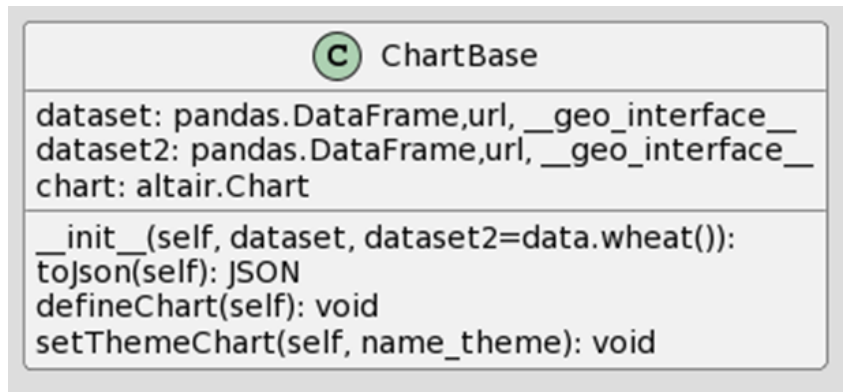 C ChartBase
dataset: pandas.DataFrame,url, __geo_interface__
dataset2: pandas.DataFrame,url, __geo_interface__
chart: altair.Chart
__init__(self, dataset, dataset2=data.wheat()):
toJson(self): JSON
defineChart(self): void
setThemeChart(self, name_theme): void